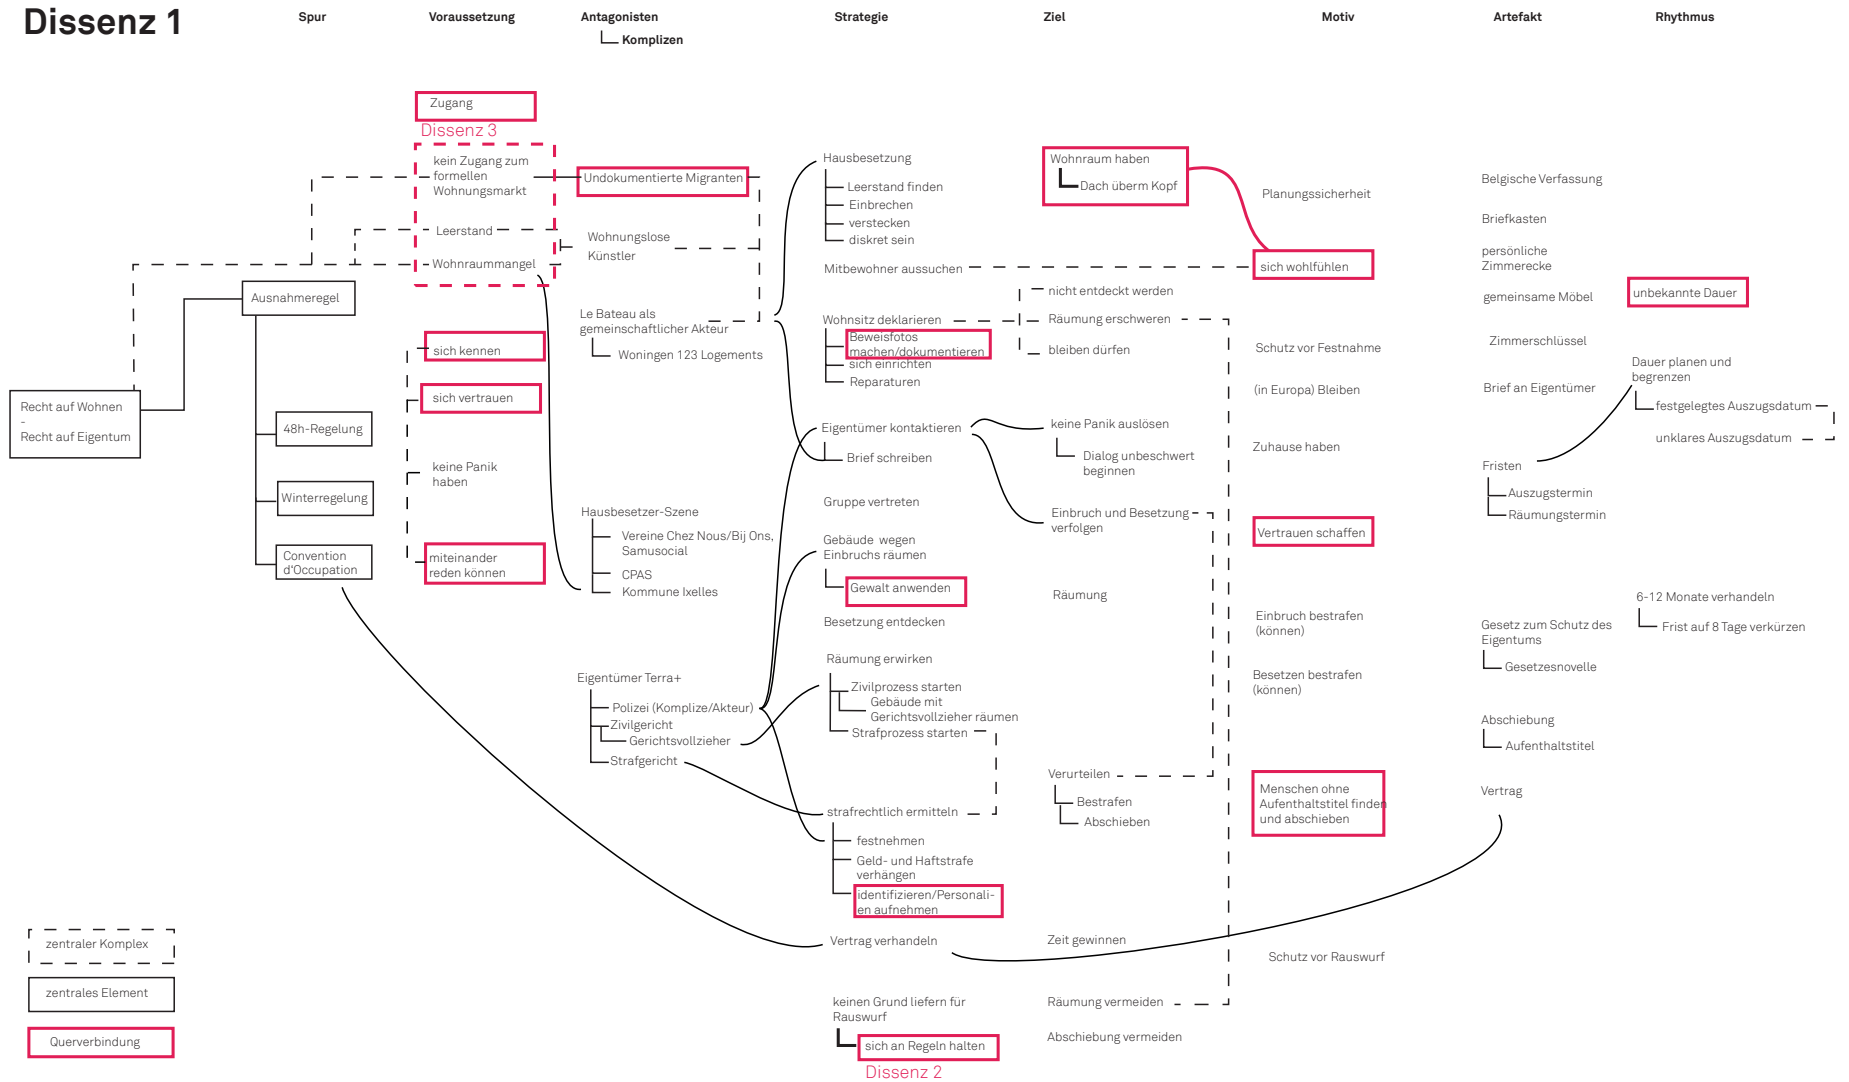 Dissenz 1
Spur
Voraussetzung
Antagonisten
Komplizen
Strategie
Ziel
Motiv
Artefakt
Rhythmus
Recht auf Wohnen
-
Recht auf Eigentum
Ausnahmeregel
48h-Regelung
Winterregelung
Convention
d'Occupation
Zugang
Dissenz 3
kein Zugang zum
formellen
Wohnungsmarkt
Leerstand
Wohnraummangel
sich kennen
sich vertrauen
keine Panik
haben
miteinander
reden können
Undokumentierte Migranten
Wohnungslose
Künstler
Le Bateau als
gemeinschaftlicher Akteur
Woningen 123 Logements
Hausbesetzer-Szene
Vereine Chez Nous/Bij Ons,
Samusocial
CPAS
Kommune Ixelles
Eigentümer Terra+
Polizei (Komplize/Akteur)
Zivilgericht
Gerichtsvollzieher
Strafgericht
Hausbesetzung
Leerstand finden
Einbrechen
verstecken
diskret sein
Mitbewohner aussuchen
Wohnsitz deklarieren
Beweisfotos
machen/dokumentieren
sich einrichten
Reparaturen
Eigentümer kontaktieren
Brief schreiben
Gruppe vertreten
Gebäude wegen
Einbruchs räumen
Gewalt anwenden
Besetzung entdecken
Räumung erwirken
Zivilprozess starten
Gebäude mit
Gerichtsvollzieher räumen
Strafprozess starten
strafrechtlich ermitteln
festnehmen
Geld- und Haftstrafe
verhängen
identifizieren/Personali-
en aufnehmen
Vertrag verhandeln
keinen Grund liefern für
Rauswurf
sich an Regeln halten
Dissenz 2
Wohnraum haben
Dach überm Kopf
nicht entdeckt werden
Räumung erschweren
bleiben dürfen
keine Panik auslösen
Dialog unbeschwert
beginnen
Einbruch und Besetzung
verfolgen
Räumung
Verurteilen
Bestrafen
Abschieben
Zeit gewinnen
Räumung vermeiden
Abschiebung vermeiden
Planungssicherheit
sich wohlfühlen
Schutz vor Festnahme
(in Europa) Bleiben
Zuhause haben
Vertrauen schaffen
Einbruch bestrafen
(können)
Besetzen bestrafen
(können)
Menschen ohne
Aufenthaltstitel finden
und abschieben
Schutz vor Rauswurf
Belgische Verfassung
Briefkasten
persönliche
Zimmerecke
gemeinsame Möbel
Zimmerschlüssel
Brief an Eigentümer
Fristen
Auszugstermin
Räumungstermin
Gesetz zum Schutz des
Eigentums
Gesetzesnovelle
Abschiebung
Aufenthaltstitel
Vertrag
unbekannte Dauer
Dauer planen und
begrenzen
festgelegtes Auszugsdatum
unklares Auszugsdatum
6-12 Monate verhandeln
Frist auf 8 Tage verkürzen
zentraler Komplex
zentrales Element
Querverbindung